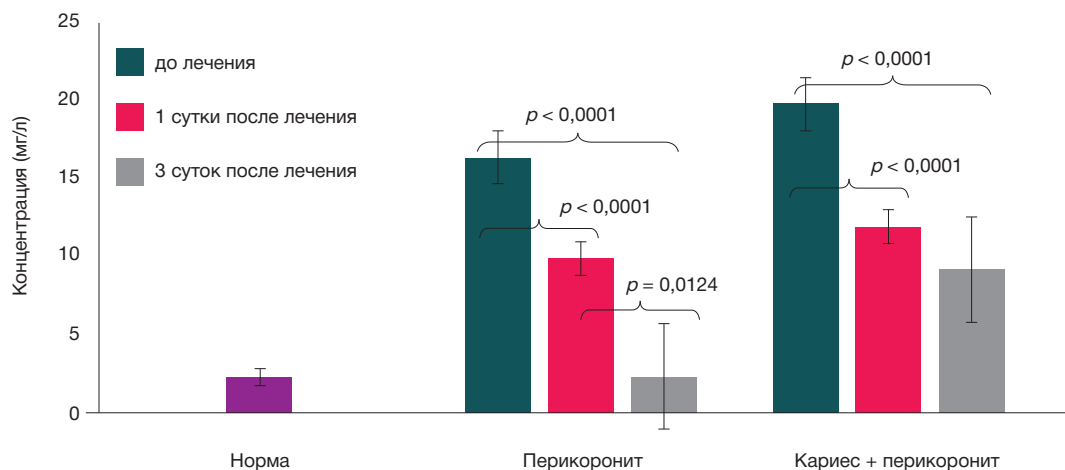 Концентрация (мг/л)
25
20
15
10
5
0
до лечения
1 сутки после лечения
3 суток после лечения
p < 0,0001
p < 0,0001
p = 0,0124
p < 0,0001
p < 0,0001
Норма
Перикоронит
Кариес + перикоронит